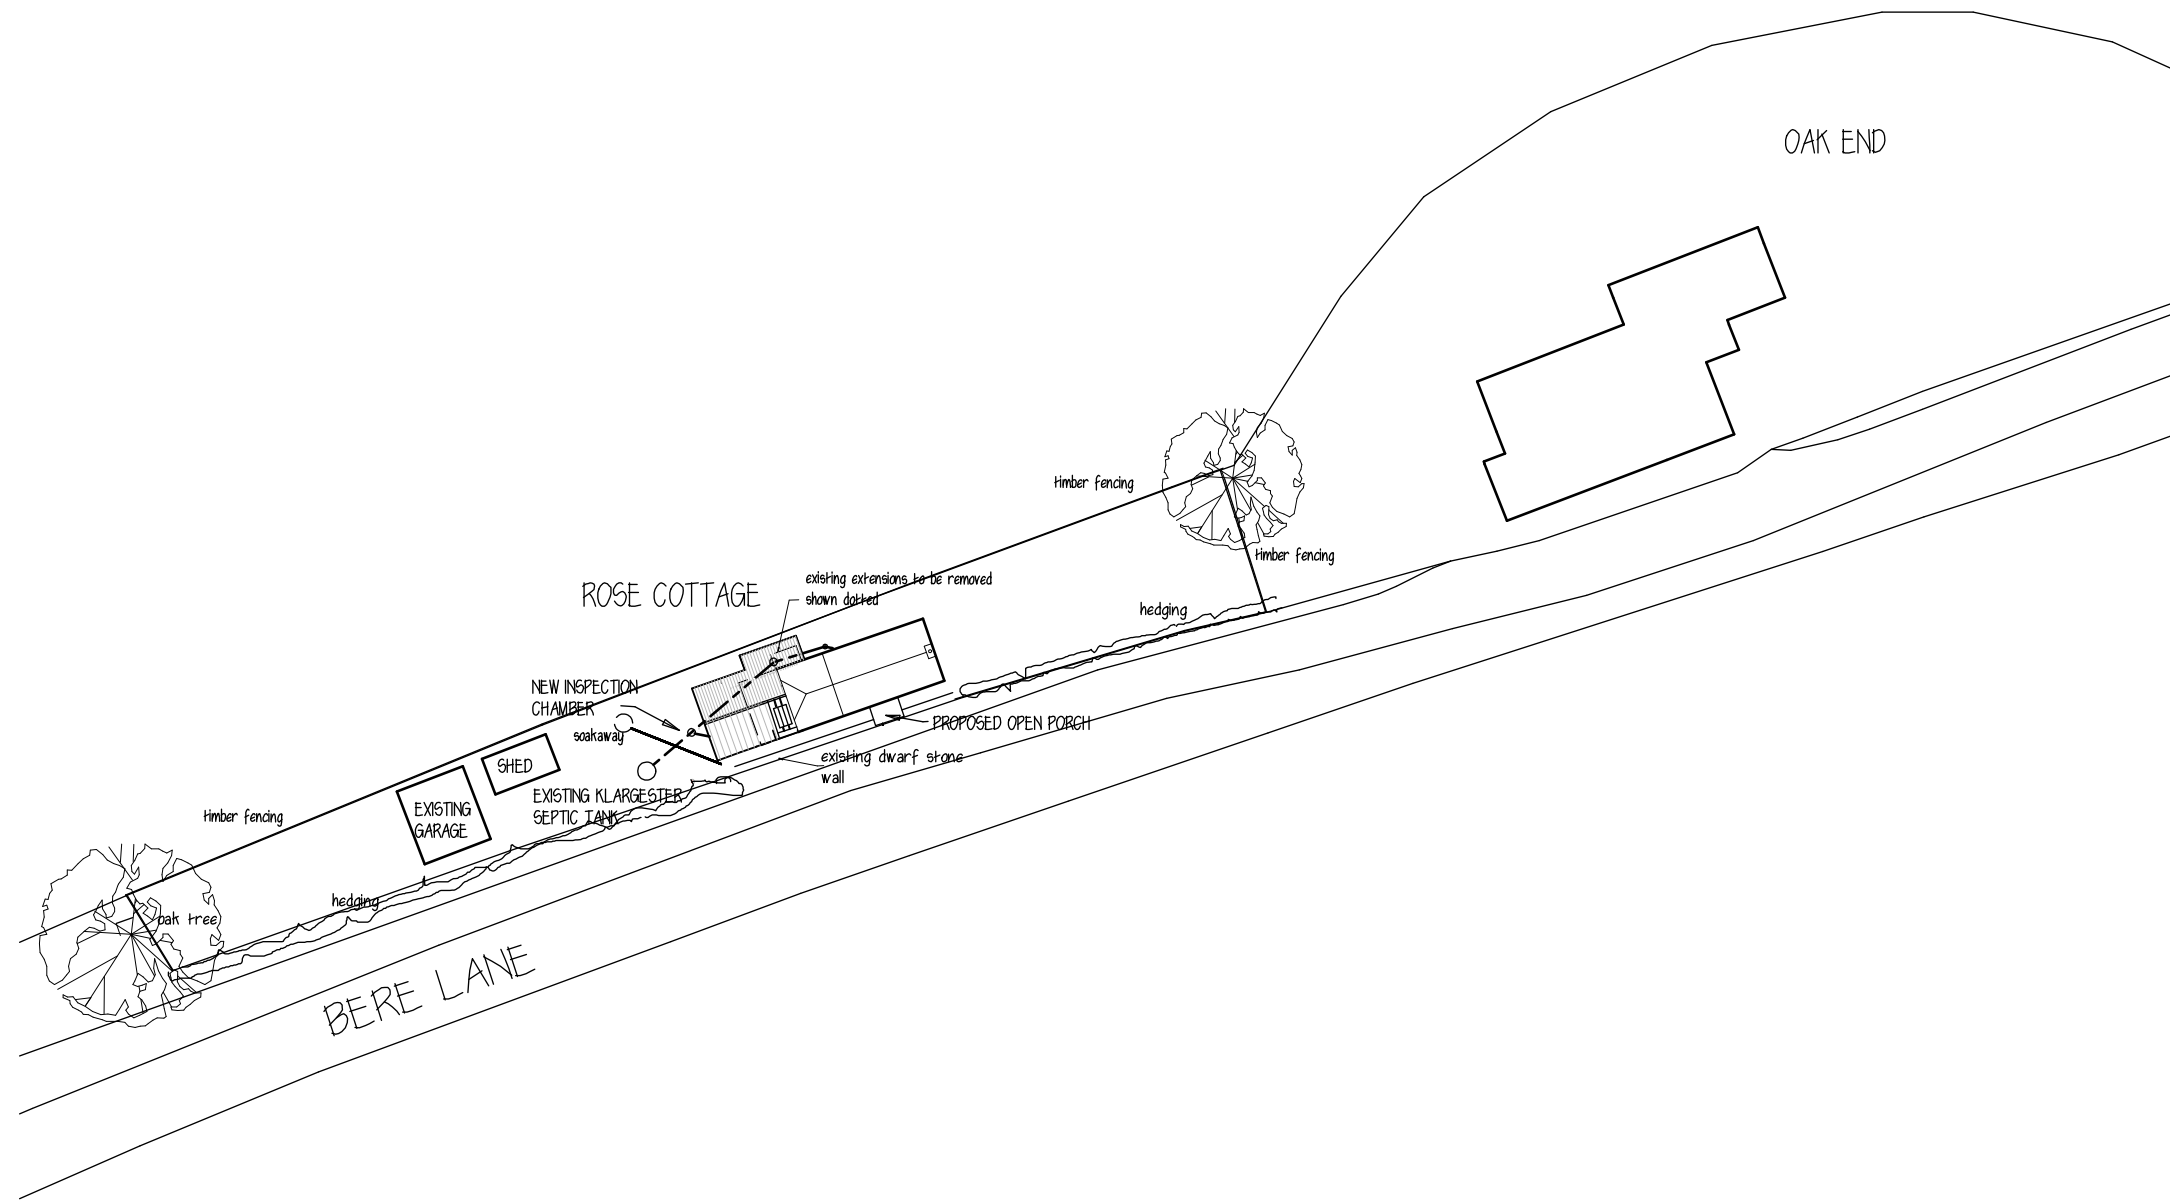 OAK END
timber fencing
timber fencing
existing extensions to be removed
shown dotted
ROSE COTTAGE
hedging
NEW INSPECTION
CHAMBER
soakaway
PROPOSED OPEN PORCH
existing dwarf stone
wall
SHED
EXISTING KLARGESTER
SEPTIC TANK
EXISTING
GARAGE
timber fencing
hedging
oak tree
BERE LANE